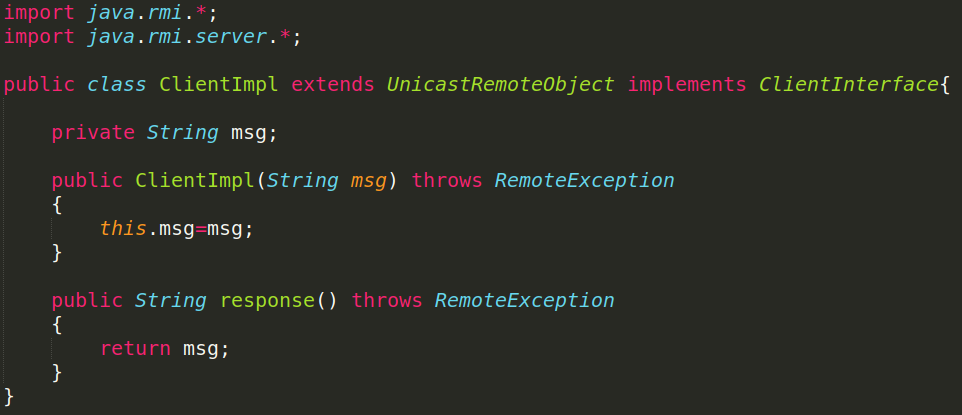 import java.rmi.*;
import java.rmi.server.*;
public class ClientImpl extends UnicastRemoteObject implements ClientInterface{
private String msg;
public ClientImpl(String msg) throws RemoteException
{
this.msg=msg;
}
public String response() throws RemoteException
{
return msg;
}
}